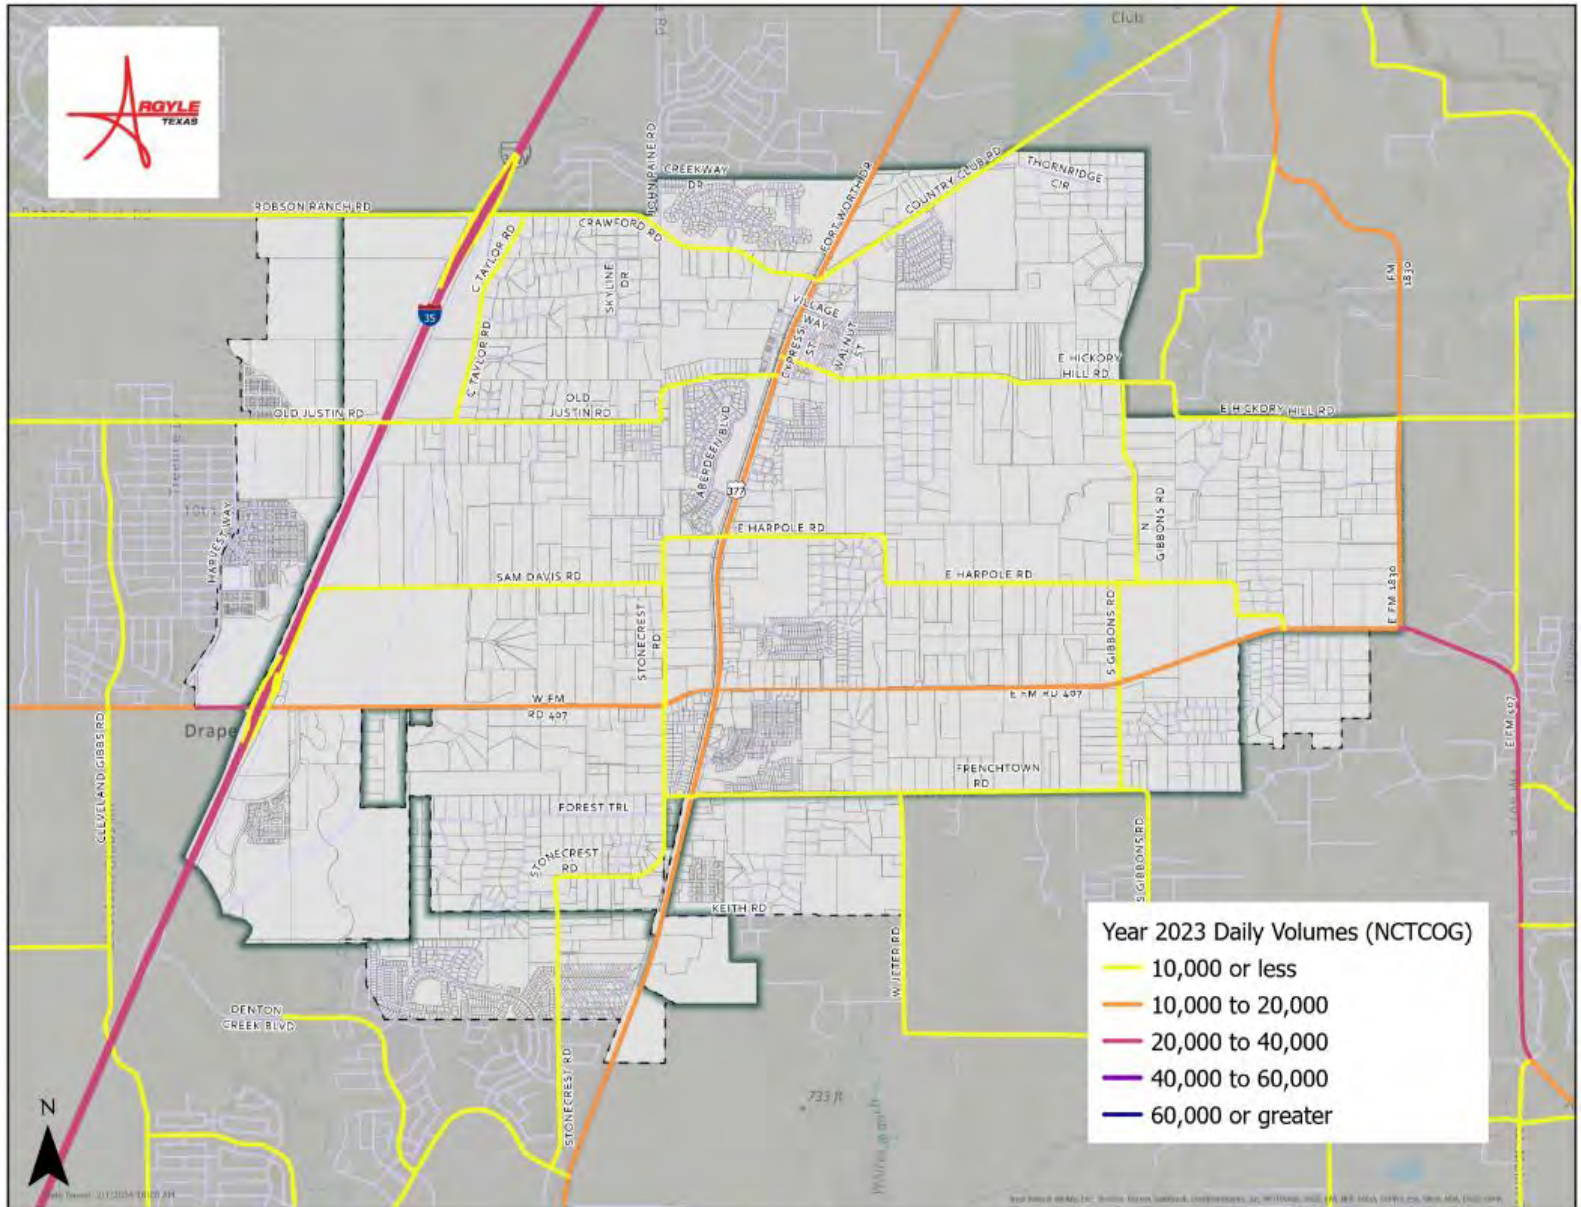 Club
ARGYLE
TEXAS
JOHN PAINE RD
CREEKWAY
DR
THORNRIDGE
CIR
FORT WORTH DR
COUNTRY CLUB RD
ROBSON RANCH RD
CRAWFORD RD
C TAYLOR RD
SKYLINE
DR
FM
1830
35
VILLAGE
WAY
CYPRESS
ST
WALNUT
ST
C TAYLOR RD
E HICKORY
HILL RD
OLD JUSTIN RD
OLD
JUSTIN RD
E HICKORY HILL RD
ABERDEEN BLVD
377
HARVEST WAY
E HARPOLE RD
N
GIBBONS RD
SAM DAVIS RD
E HARPOLE RD
E FM 1830
STONECREST
RD
S GIBBONS RD
W FM
RD 407
E FM RD 407
Drape
E FM 407
CLEVELAND GIBBS RD
FRENCHTOWN
RD
FOREST TRL
STONECREST
RD
S GIBBONS RD
KEITH RD
W JETER RD
DENTON
CREEK BLVD
STONECREST RD
733 ft
N
Year 2023 Daily Volumes (NCTCOG)
10,000 or less
10,000 to 20,000
20,000 to 40,000
40,000 to 60,000
60,000 or greater